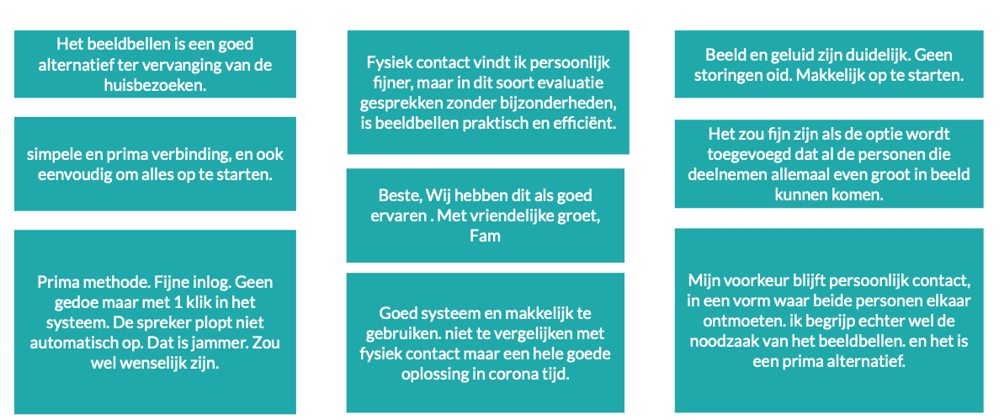 Het beeldbellen is een goed
alternatief ter vervanging van de
huisbezoeken.
simpele en prima verbinding, en ook
eenvoudig om alles op te starten.
Prima methode. Fijne inlog. Geen
gedoe maar met 1 klik in het
systeem. De spreker plopt niet
automatisch op. Dat is jammer. Zou
wel wenselijk zijn.
Fysiek contact vindt ik persoonlijk
fijner, maar in dit soort evaluatie
gesprekken zonder bijzonderheden,
is beeldbellen praktisch en efficiënt.
Beste, Wij hebben dit als goed
ervaren . Met vriendelijke groet,
Fam
Goed systeem en makkelijk te
gebruiken. niet te vergelijken met
fysiek contact maar een hele goede
oplossing in corona tijd.
Beeld en geluid zijn duidelijk. Geen
storingen oid. Makkelijk op te starten.
Het zou fijn zijn als de optie wordt
toegevoegd dat al de personen die
deelnemen allemaal even groot in beeld
kunnen komen.
Mijn voorkeur blijft persoonlijk contact,
in een vorm waar beide personen elkaar
ontmoeten. ik begrijp echter wel de
noodzaak van het beeldbellen. en het is
een prima alternatief.